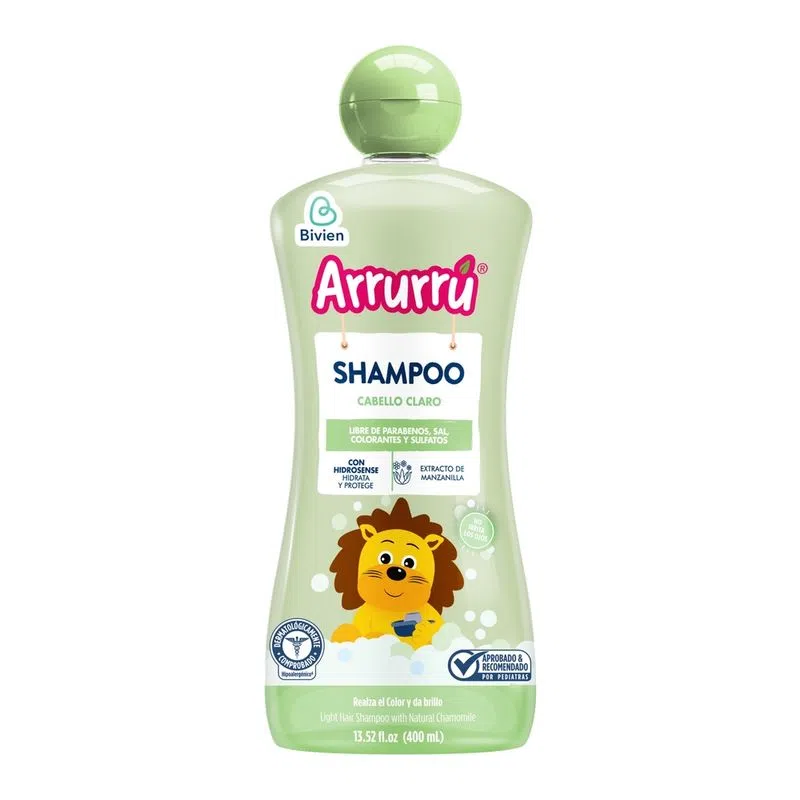 Bivien
Arrurrú®
SHAMPOO
CABELLO CLARO
LIBRE DE PARABENOS, SAL,
COLORANTES Y SULFATOS
CON
HIDROSENSE
HIDRATA
Y PROTEGE
EXTRACTO DE
MANZANILLA
NO
IRRITA
LOS OJOS
DERMATOLÓGICAMENTE
COMPROBADO
Hipoalergénico*
APROBADO &
RECOMENDADO
POR PEDIATRAS
Realza el Color y da brillo
Light Hair Shampoo with Natural Chamomile
13.52 fl.oz (400 mL)